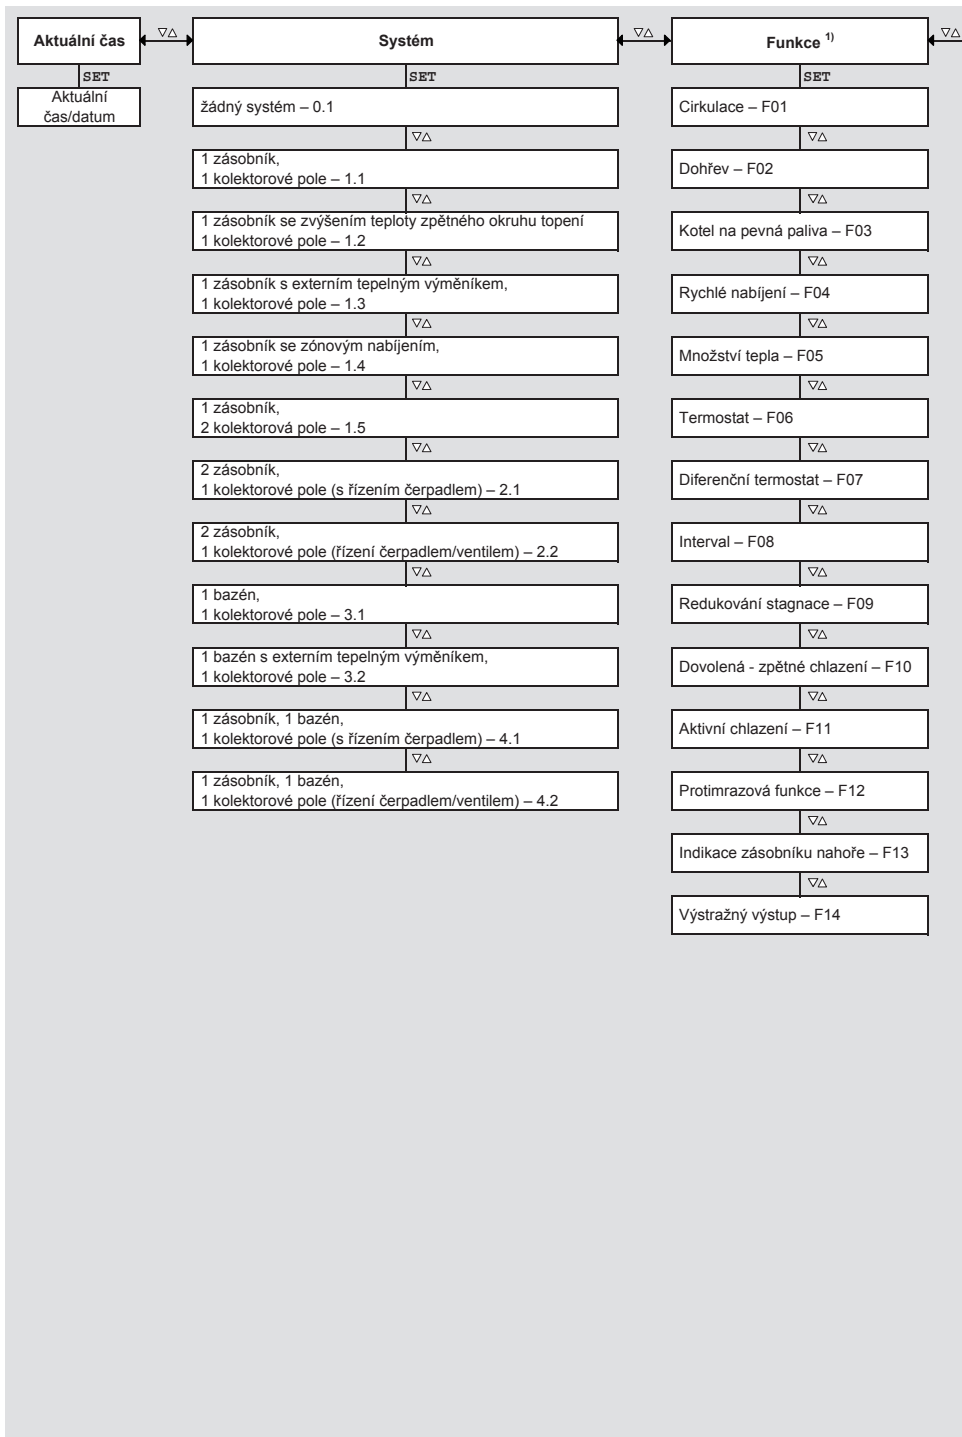 Aktuální čas
▽△
Systém
▽△
Funkce 1)
▽△
SET
Aktuální
čas/datum
SET
žádný systém – 0.1
▽△
1 zásobník,
1 kolektorové pole – 1.1
▽△
1 zásobník se zvýšením teploty zpětného okruhu topení
1 kolektorové pole – 1.2
▽△
1 zásobník s externím tepelným výměníkem,
1 kolektorové pole – 1.3
▽△
1 zásobník se zónovým nabíjením,
1 kolektorové pole – 1.4
▽△
1 zásobník,
2 kolektorová pole – 1.5
▽△
2 zásobník,
1 kolektorové pole (s řízením čerpadlem) – 2.1
▽△
2 zásobník,
1 kolektorové pole (řízení čerpadlem/ventilem) – 2.2
▽△
1 bazén,
1 kolektorové pole – 3.1
▽△
1 bazén s externím tepelným výměníkem,
1 kolektorové pole – 3.2
▽△
1 zásobník, 1 bazén,
1 kolektorové pole (s řízením čerpadlem) – 4.1
▽△
1 zásobník, 1 bazén,
1 kolektorové pole (řízení čerpadlem/ventilem) – 4.2
SET
Cirkulace – F01
▽△
Dohřev – F02
▽△
Kotel na pevná paliva – F03
▽△
Rychlé nabíjení – F04
▽△
Množství tepla – F05
▽△
Termostat – F06
▽△
Diferenční termostat – F07
▽△
Interval – F08
▽△
Redukování stagnace – F09
▽△
Dovolená - zpětné chlazení – F10
▽△
Aktivní chlazení – F11
▽△
Protimrazová funkce – F12
▽△
Indikace zásobníku nahoře – F13
▽△
Výstražný výstup – F14